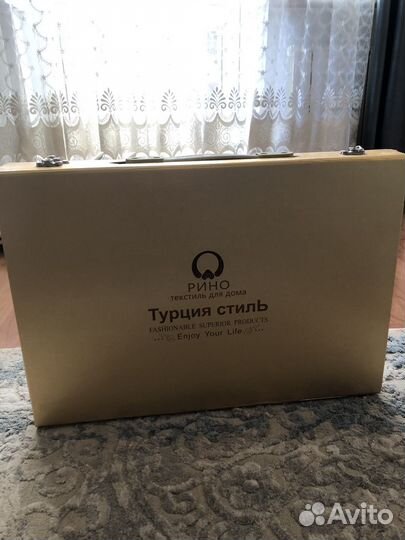 РИНО
текстиль для дома
Турция стилЬ
FASHIONABLE SUPERIOR PRODUCTS
Enjoy Your Life
Avito